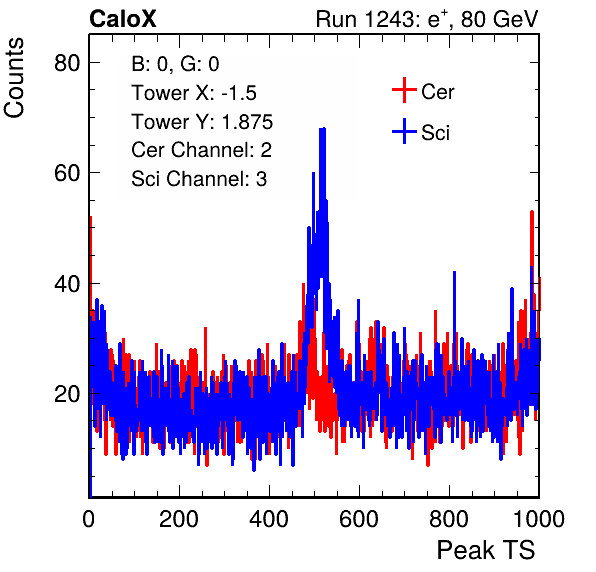 CaloX Run 1243: e⁺, 80 GeV
Counts
80
60
40
20
B: 0, G: 0
Tower X: -1.5
Tower Y: 1.875
Cer Channel: 2
Sci Channel: 3
Cer
Sci
0 200 400 600 800 1000
Peak TS